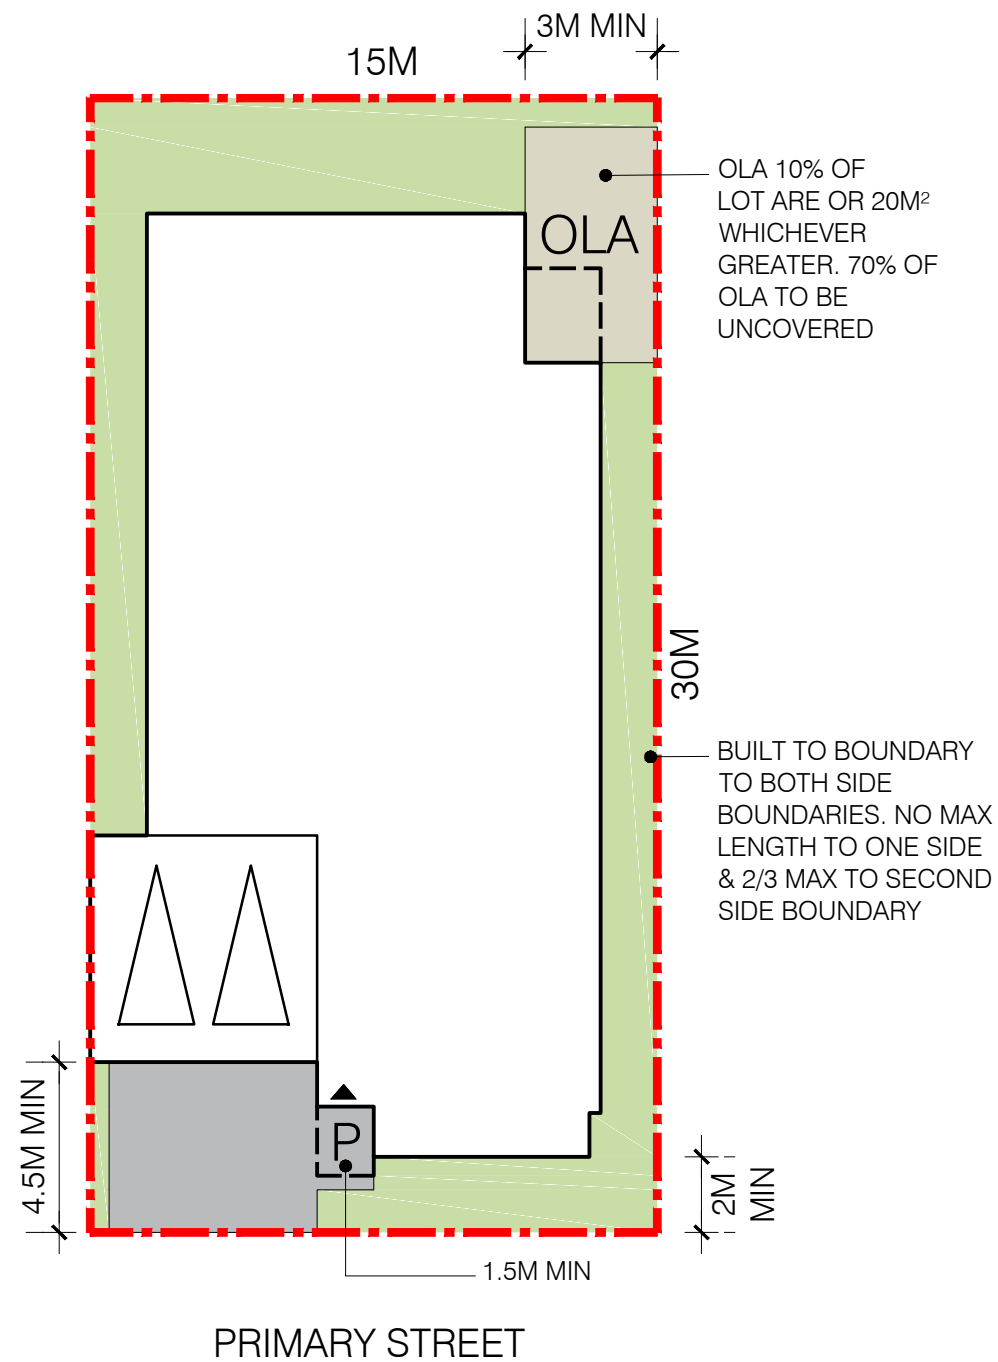 3M MIN
15M
OLA 10% OF
LOT ARE OR 20M²
WHICHEVER
GREATER. 70% OF
OLA TO BE
UNCOVERED
OLA
30M
BUILT TO BOUNDARY
TO BOTH SIDE
BOUNDARIES. NO MAX
LENGTH TO ONE SIDE
& 2/3 MAX TO SECOND
SIDE BOUNDARY
4.5M MIN
P
2M
MIN
1.5M MIN
PRIMARY STREET